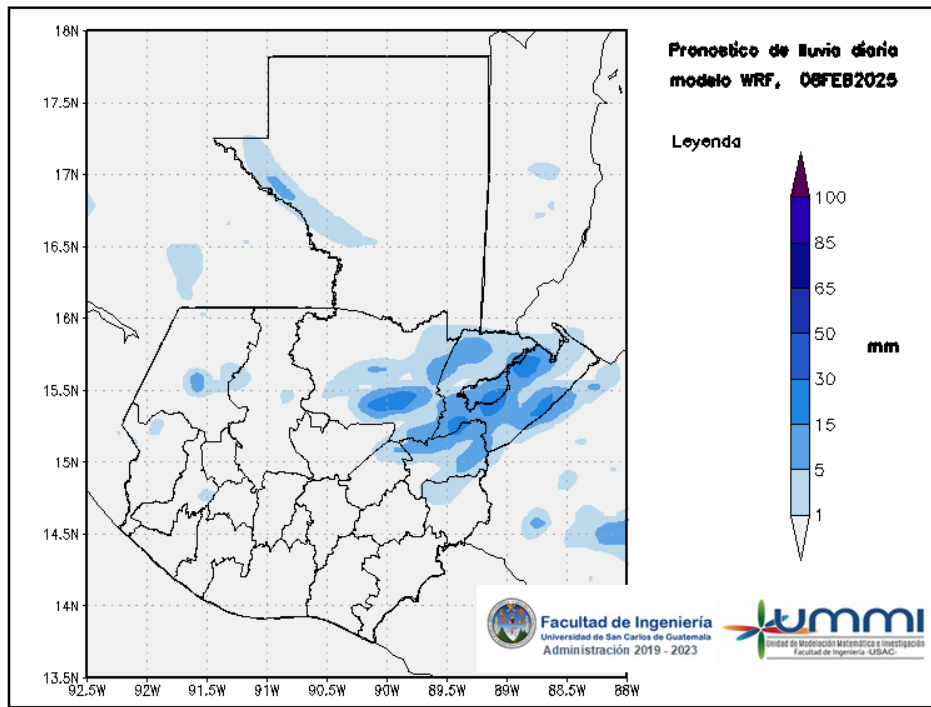 Pronostico de lluvia diaria
modelo WRF, 08FEB2025
Leyenda
100
85
65
50
30
15
5
1
mm
18N
17.5N
17N
16.5N
16N
15.5N
15N
14.5N
14N
13.5N
92.5W
92W
91.5W
91W
90.5W
90W
89.5W
89W
88.5W
88W
Facultad de Ingeniería
Universidad de San Carlos de Guatemala
Administración 2019 - 2023
UMMI
Unidad de Modelación Matemática e Investigación
Facultad de Ingeniería -USAC-